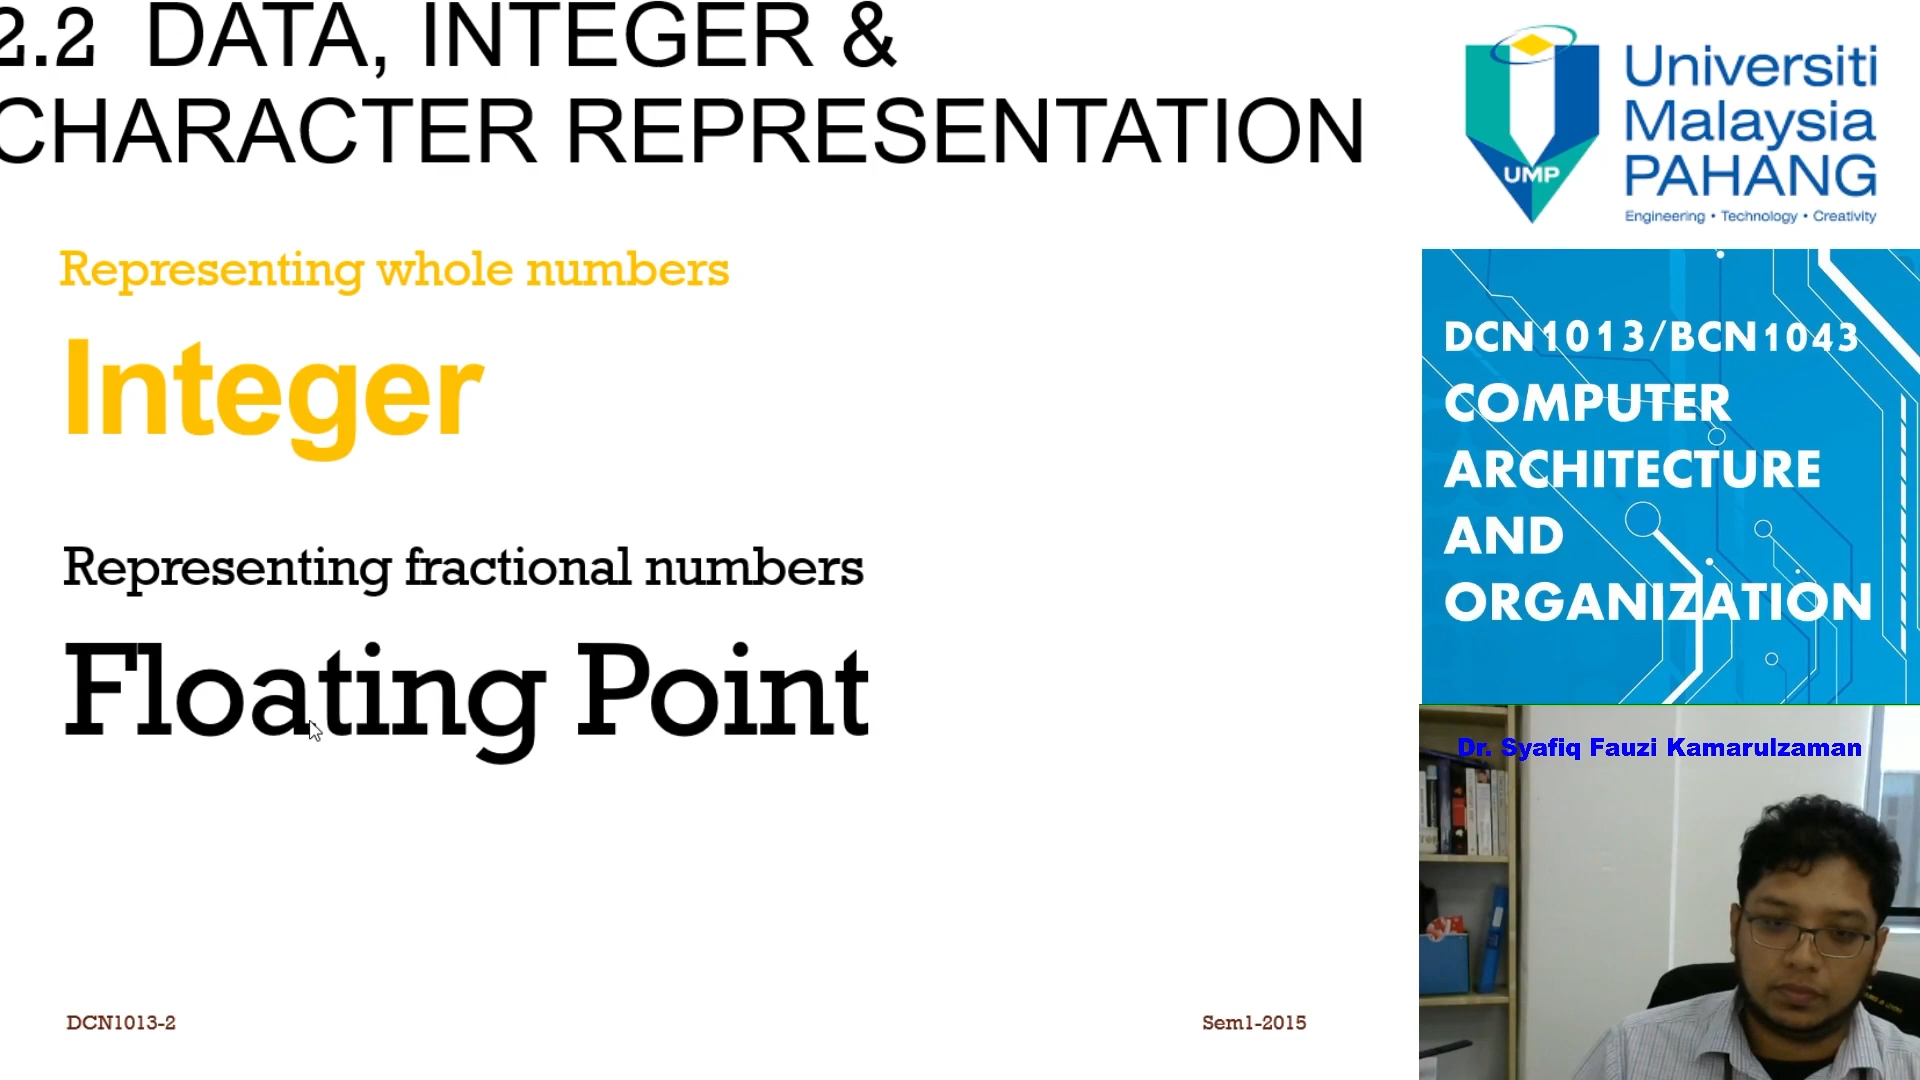 2.2 DATA, INTEGER &
CHARACTER REPRESENTATION
Representing whole numbers
Integer
Representing fractional numbers
Floating Point
DCN1013-2
Sem1-2015
UMP
Universiti
Malaysia
PAHANG
Engineering • Technology • Creativity
DCN1013/BCN1043
COMPUTER
ARCHITECTURE
AND
ORGANIZATION
Dr. Syafiq Fauzi Kamarulzaman